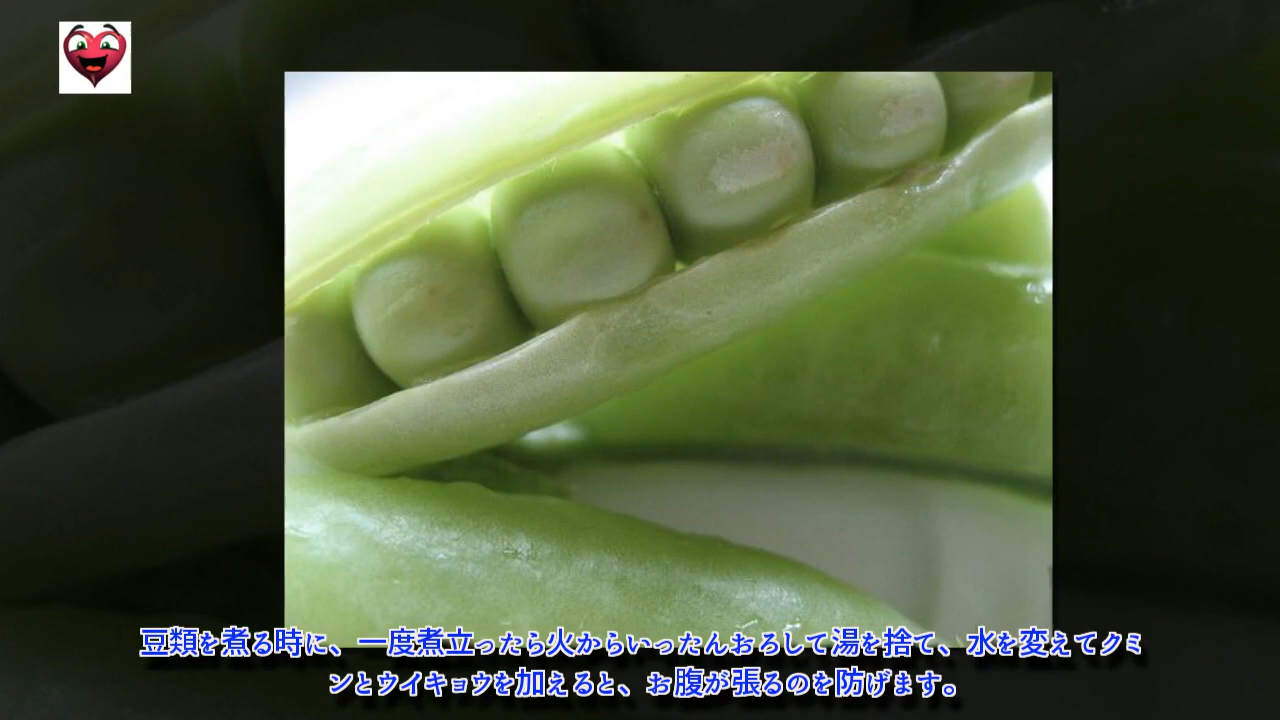 豆類を煮る時に、一度煮立ったら火からいったんおろして湯を捨て、水を変えてクミ
ンとウイキョウを加えると、お腹が張るのを防げます。